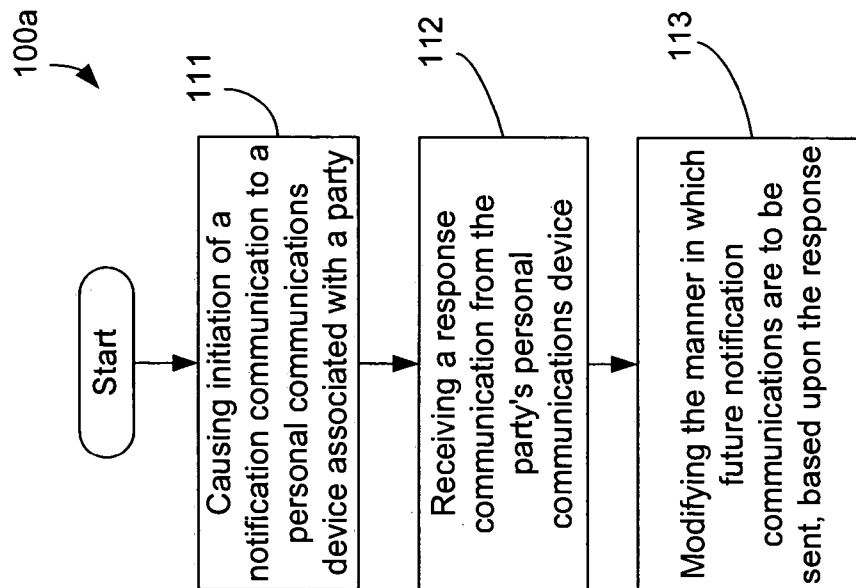 100a
Start
111
Causing initiation of a
notification communication to a
personal communications
device associated with a party
112
Receiving a response
communication from the
party's personal
communications device
113
Modifying the manner in which
future notification
communications are to be
sent, based upon the response